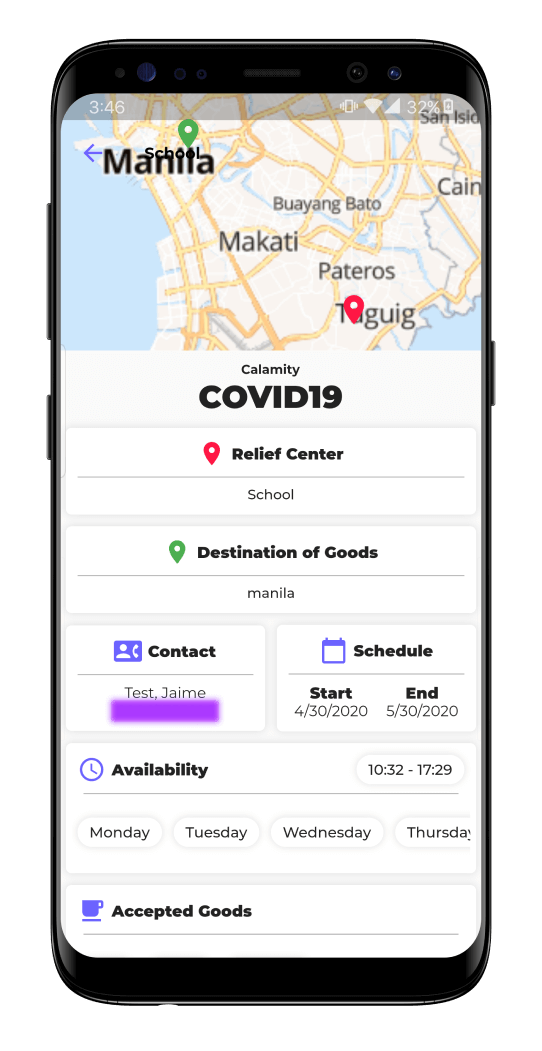 3:46
32%
San Isid
School
Manila
Cain
Buayang Bato
Makati
Pateros
Taguig
Calamity
COVID19
Relief Center
School
Destination of Goods
manila
Contact
Schedule
Test, Jaime
Start
End
4/30/2020
5/30/2020
Availability
10:32 - 17:29
Monday
Tuesday
Wednesday
Thursday
Accepted Goods